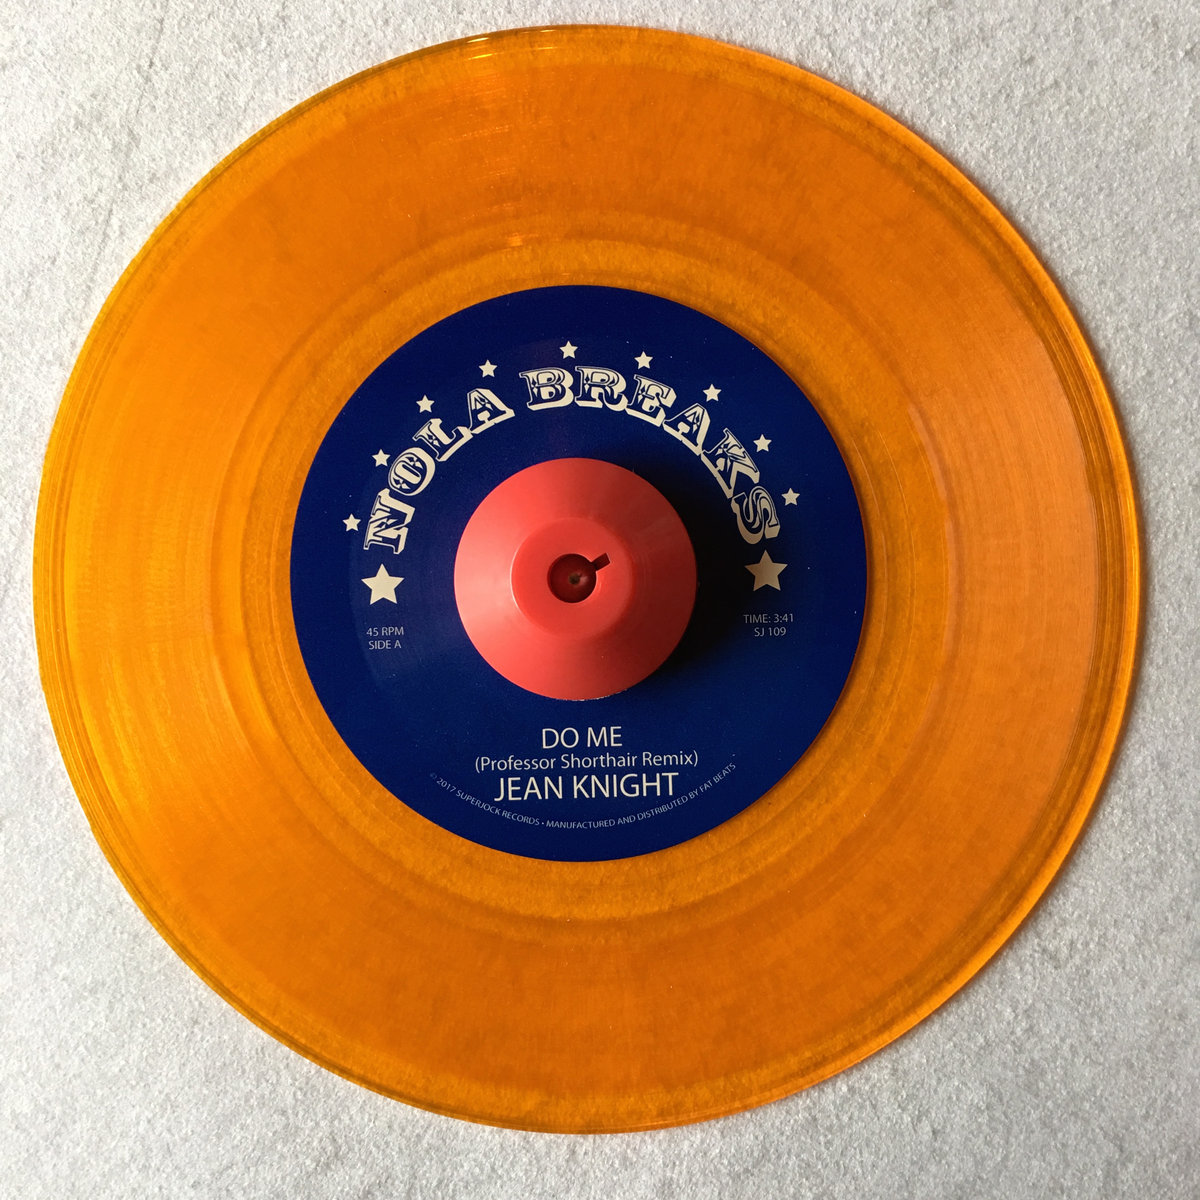 NOLA BREAKS
45 RPM
SIDE A
TIME: 3:41
SJ 109
DO ME
(Professor Shorthair Remix)
JEAN KNIGHT
© 2017 SUPERJOCK RECORDS • MANUFACTURED AND DISTRIBUTED BY FAT BEATS